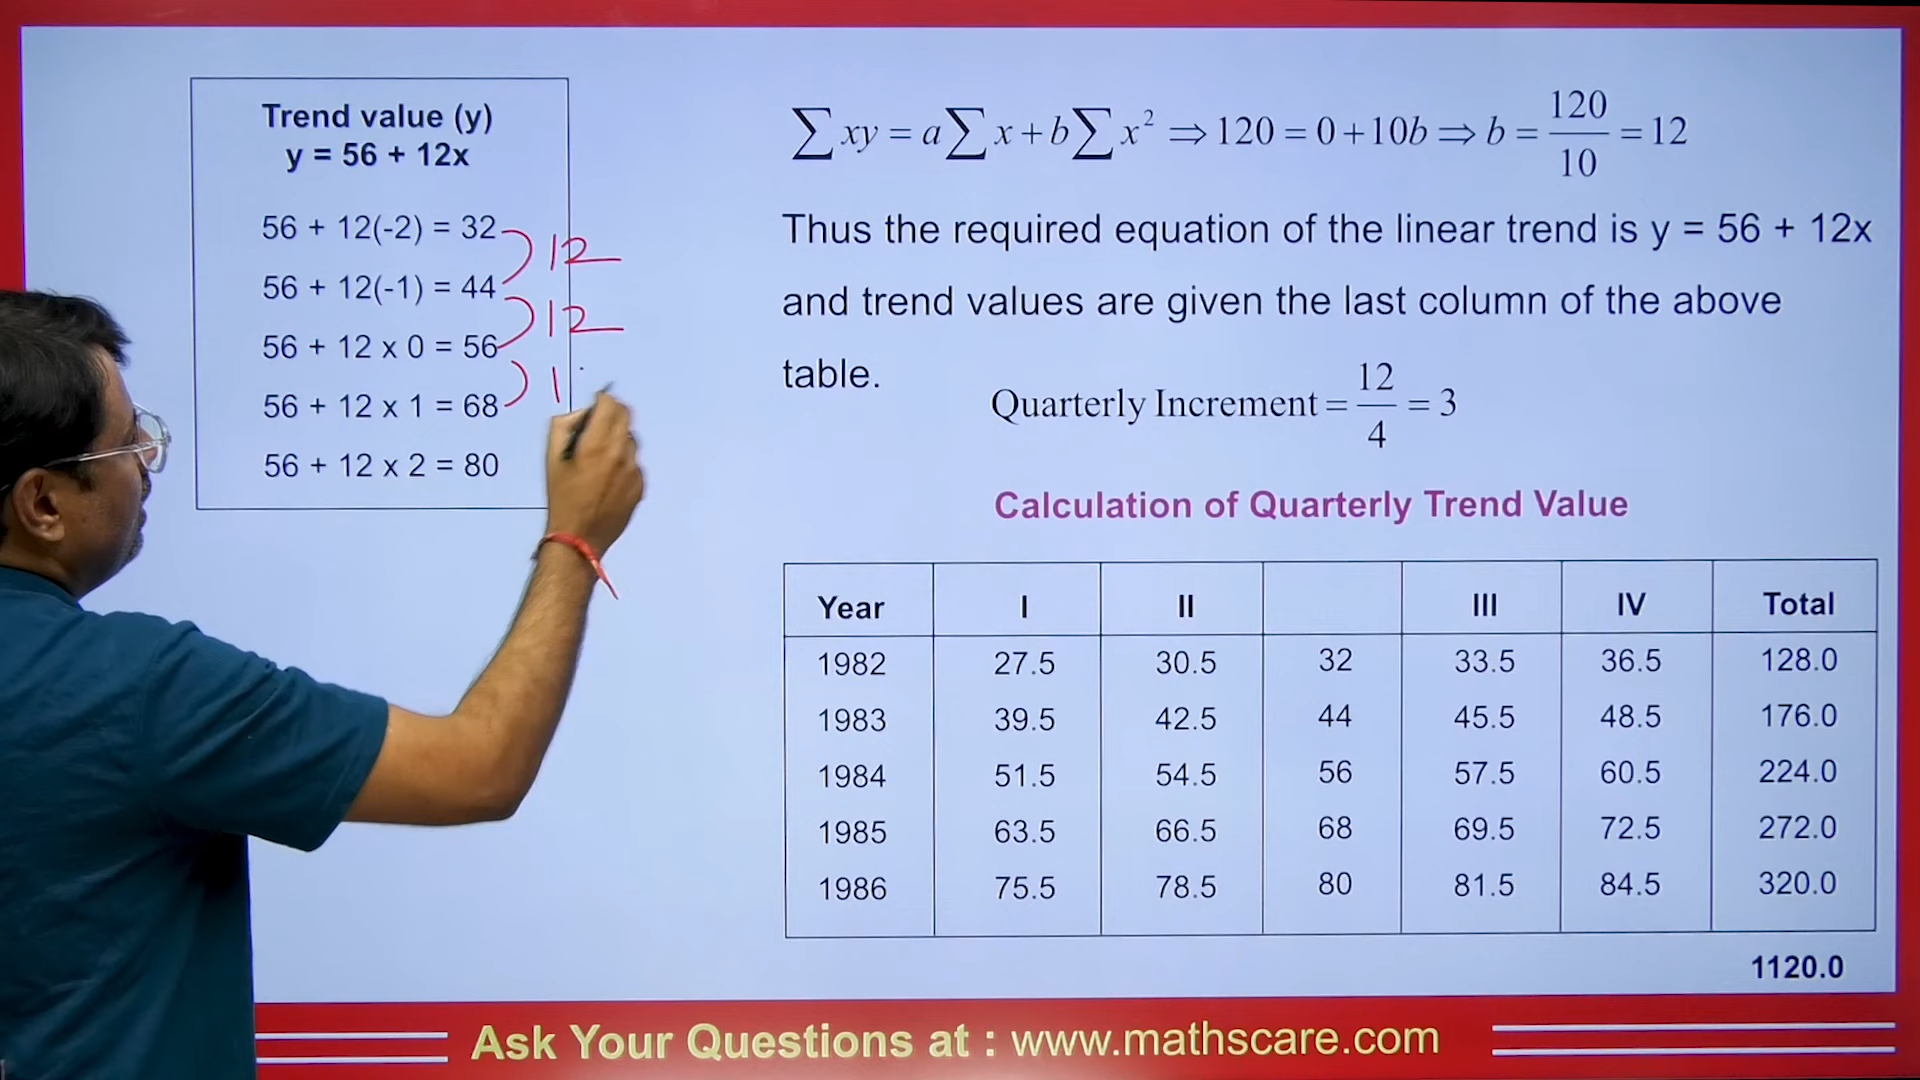 Trend value (y)
y = 56 + 12x
56 + 12(-2) = 32
12
56 + 12(-1) = 44
12
56 + 12 x 0 = 56
1
56 + 12 x 1 = 68
56 + 12 x 2 = 80
∑xy = a∑x + b∑x² ⇒ 120 = 0 + 10b ⇒ b = 120/10 = 12
Thus the required equation of the linear trend is y = 56 + 12x
and trend values are given the last column of the above
table.
Quarterly Increment = 12/4 = 3
Calculation of Quarterly Trend Value
Year I II III IV Total
1982 27.5 30.5 32 33.5 36.5 128.0
1983 39.5 42.5 44 45.5 48.5 176.0
1984 51.5 54.5 56 57.5 60.5 224.0
1985 63.5 66.5 68 69.5 72.5 272.0
1986 75.5 78.5 80 81.5 84.5 320.0
1120.0
Ask Your Questions at : www.mathscare.com